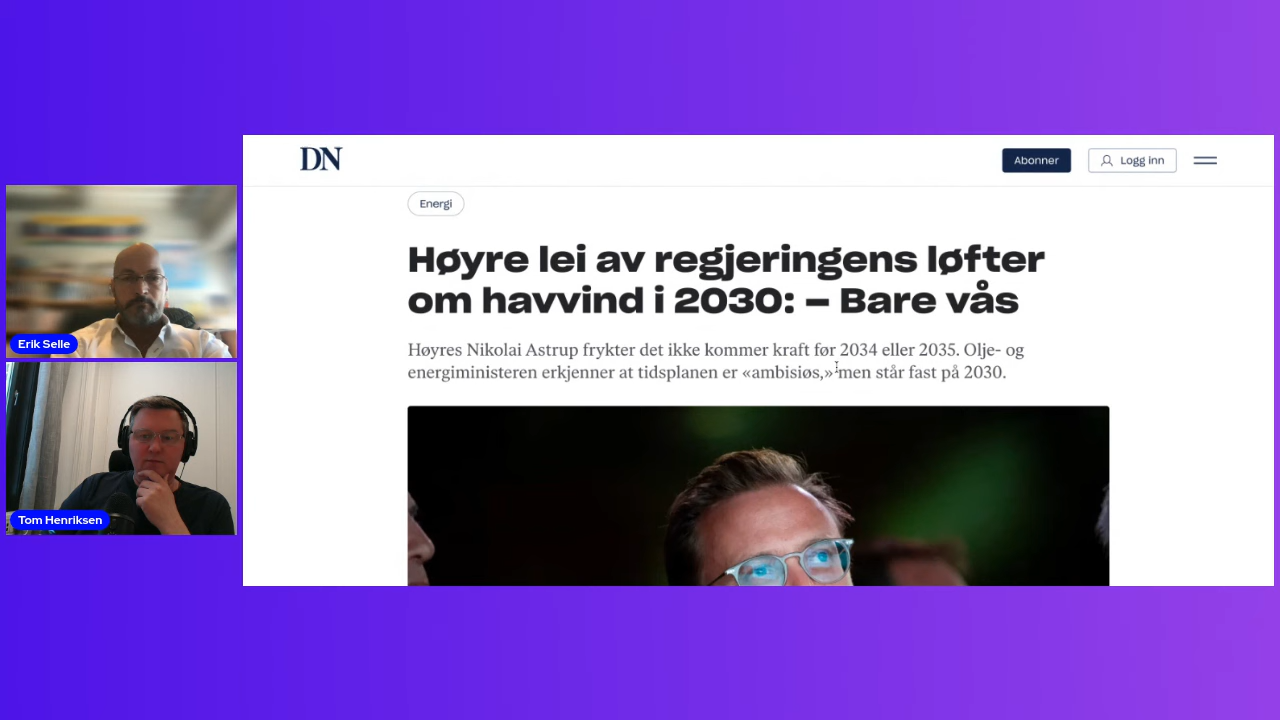 DN
Abonner
Logg inn
Energi
Høyre lei av regjeringens løfter
om havvind i 2030: – Bare vås
Høyres Nikolai Astrup frykter det ikke kommer kraft før 2034 eller 2035. Olje- og
energiministeren erkjenner at tidsplanen er «ambisiøs,» men står fast på 2030.
Erik Selle
Tom Henriksen